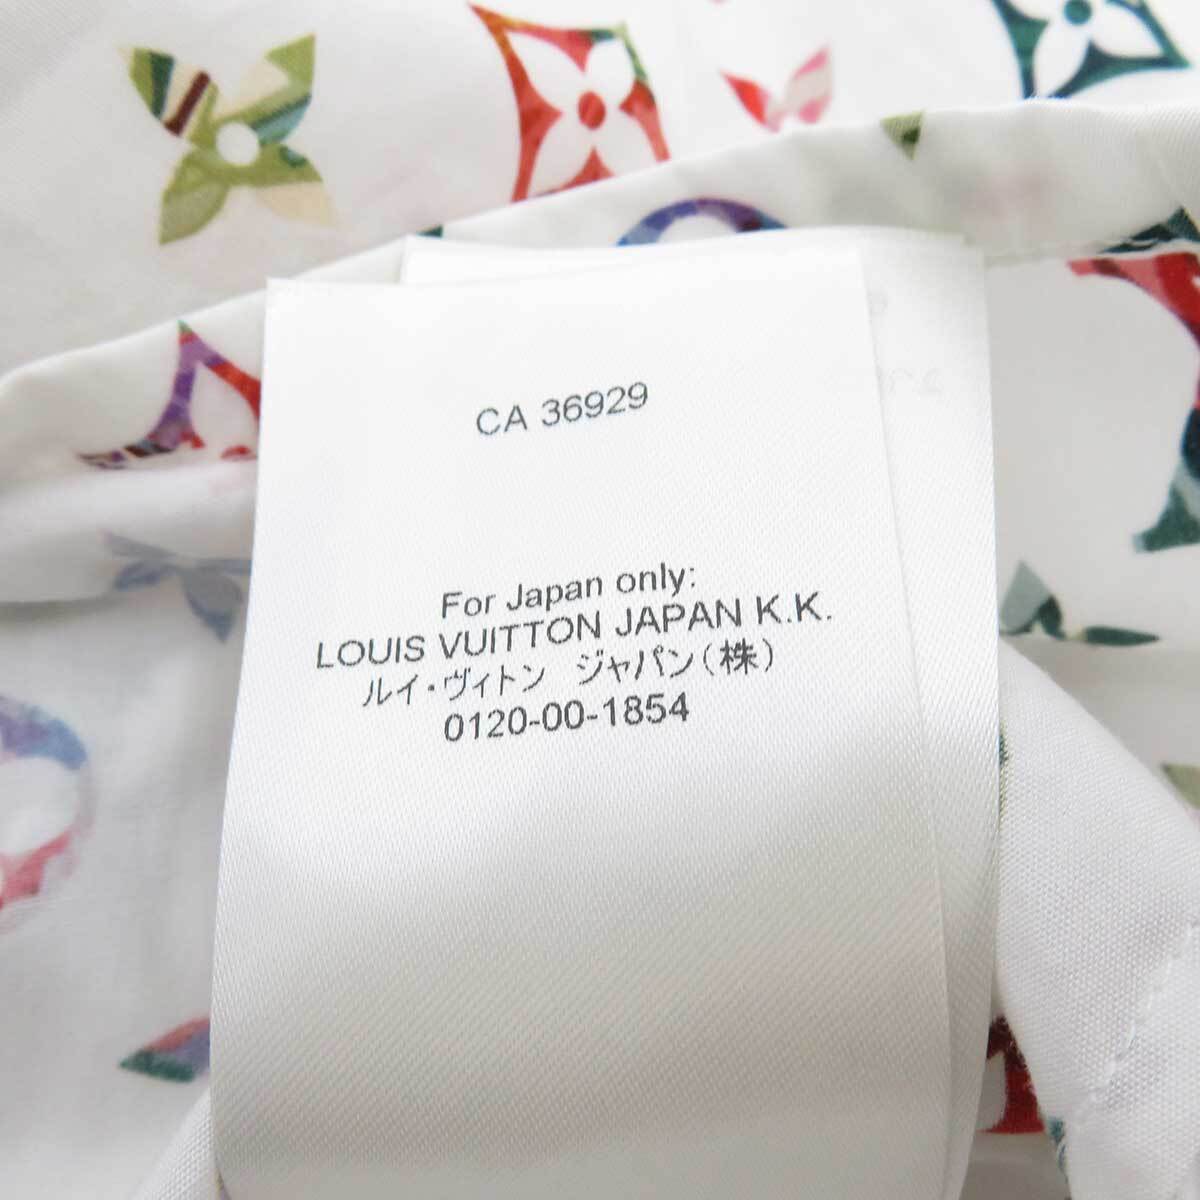 CA 36929
For Japan only:
LOUIS VUITTON JAPAN K.K.
ルイ・ヴィトン ジャパン(株)
0120-00-1854